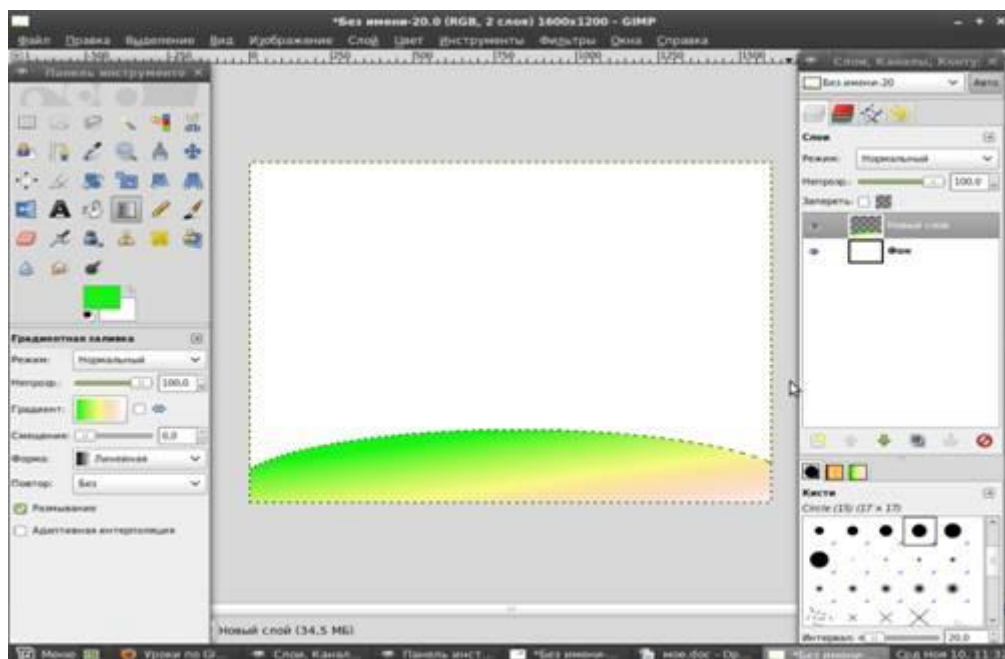 *Без имени-20.0 (RGB, 2 слоя) 1600x1200 - GIMP
Файл Правка Выделение Вид Изображение Слой Цвет Инструменты Фильтры Окна Справка
Панель инструменто
Слои, Каналы, Конту
Без имени-20
Авто
Слои
Режим: Нормальный
Непрозр.: 100,0
Запереть:
Новый слой
Фон
Градиентная заливка
Режим: Нормальный
Непрозр.: 100,0
Градиент:
Смещение: 0,0
Форма: Линейная
Повтор: Без
Размывание
Адаптивная интерполяция
Кисти
Circle (15) (17 × 17)
Интервал: 20,0
Новый слой (34,5 МБ)
Меню
Уроки по GI...
Слои, Канал...
Панель инст...
*Без имени-...
мое.doc - Op...
*Без имени-...
Срд Ноя 10, 11:5